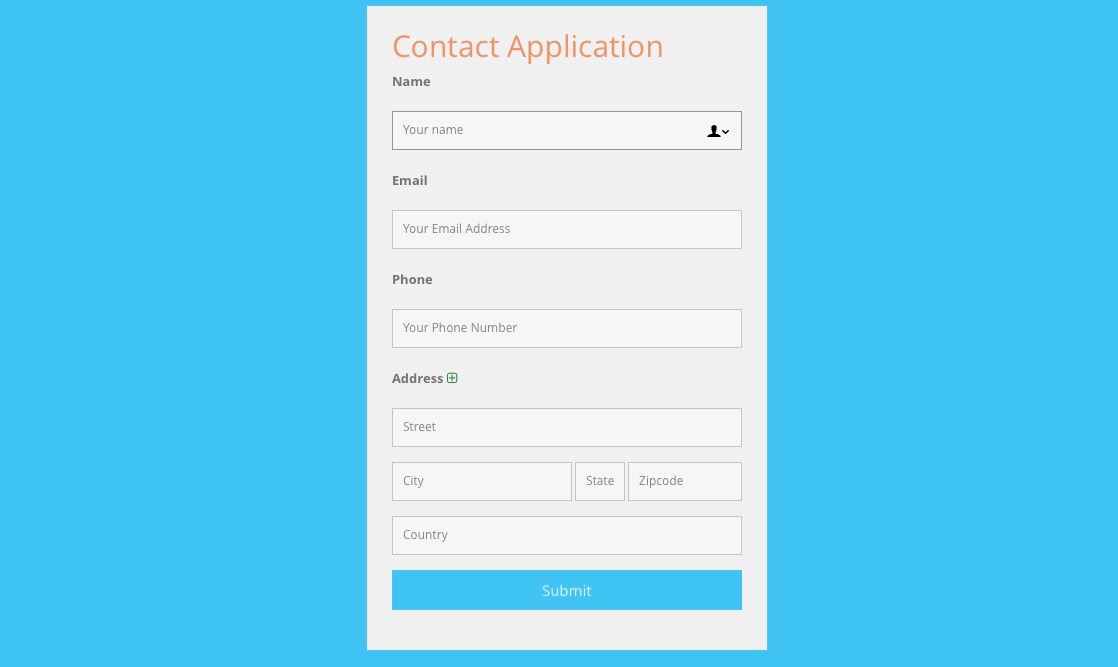 Contact Application
Name
Your name
Email
Your Email Address
Phone
Your Phone Number
Address
Street
City State Zipcode
Country
Submit